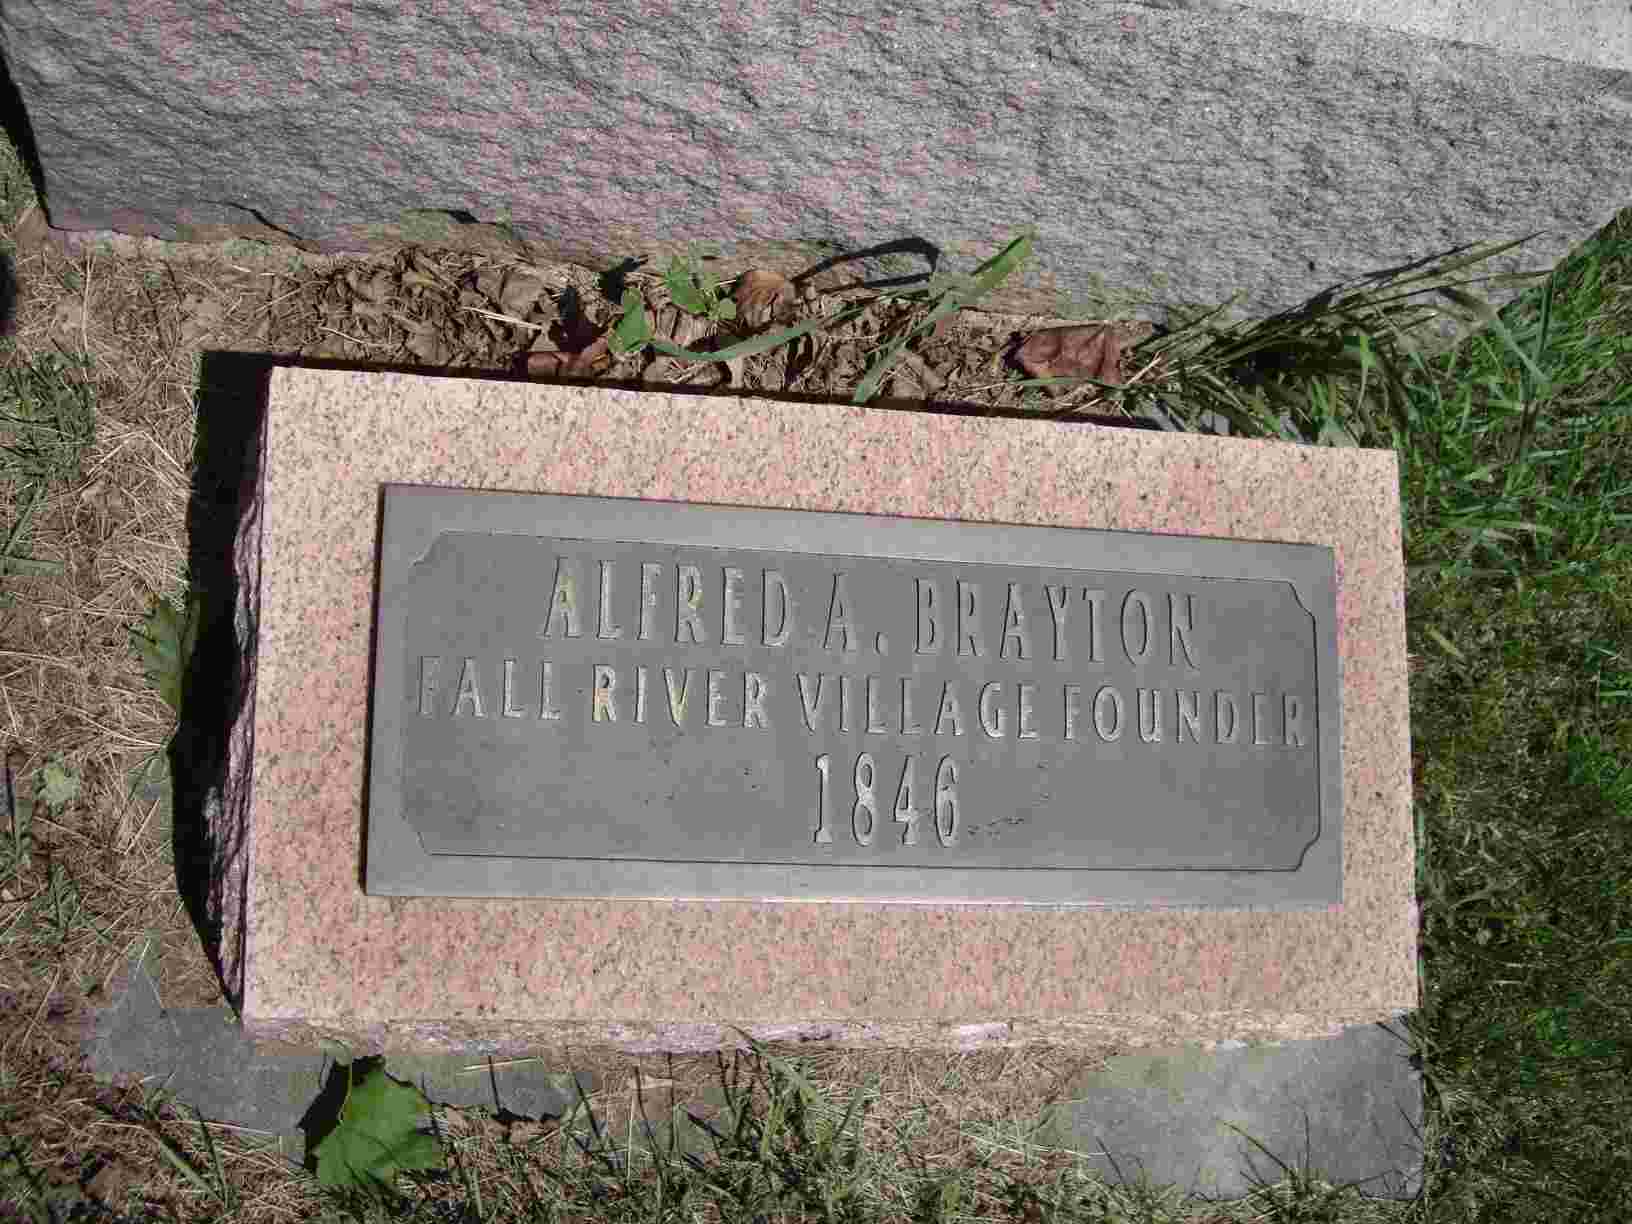 ALFRED A. BRAYTON
FALL RIVER VILLAGE FOUNDER
1846